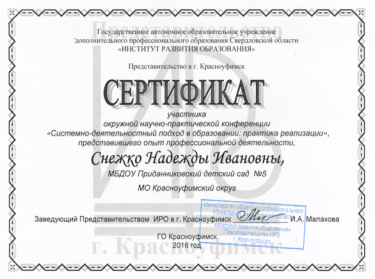 Государственное автономное образовательное учреждение
дополнительного профессионального образования Свердловской области
«ИНСТИТУТ РАЗВИТИЯ ОБРАЗОВАНИЯ»
Представительство в г. Красноуфимск
СЕРТИФИКАТ
участника
окружной научно-практической конференции
«Системно-деятельностный подход в образовании: практика реализации»,
представившего опыт профессиональной деятельности,
Снежко Надежды Ивановны,
МБДОУ Приданниковский детский сад №5
МО Красноуфимский округ
Заведующий Представительством ИРО в г. Красноуфимск И.А. Малахова
ГО Красноуфимск
2016 год
г. Красноуфимск